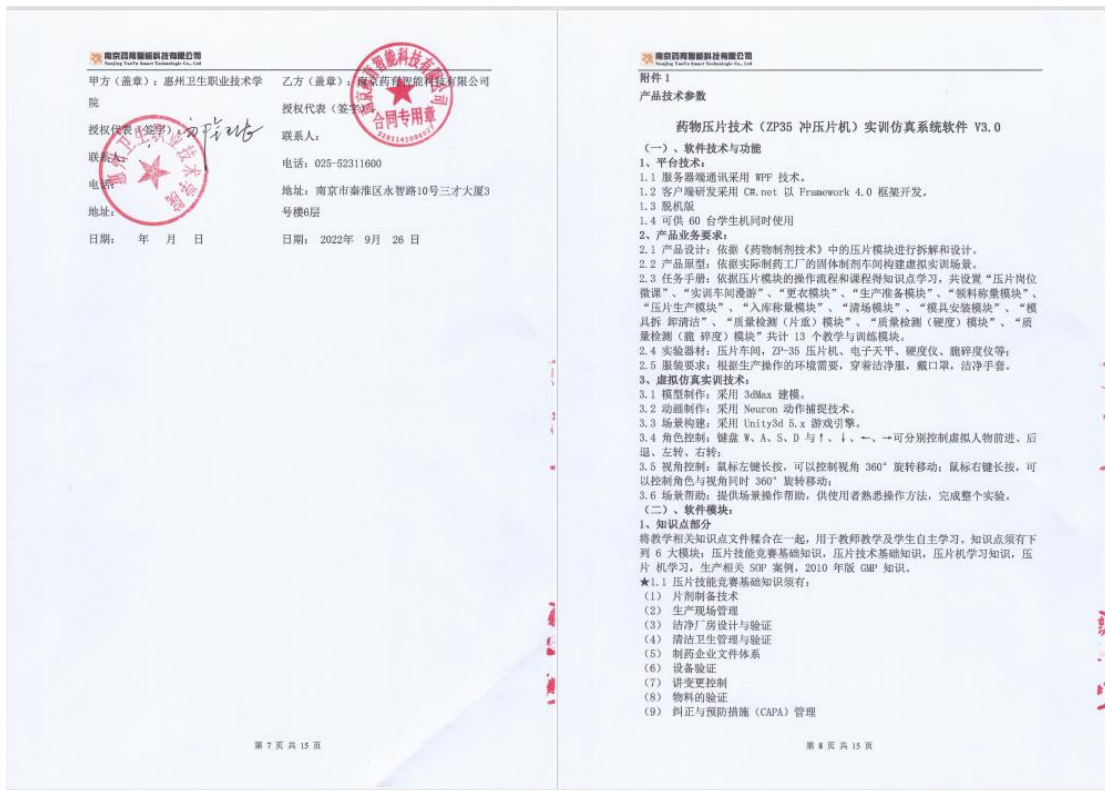 南京药育智能科技有限公司
Nanjing YaoYu Smart Technologic Co., Ltd
甲方（盖章）：惠州卫生职业技术学
院
授权代表（签字）：
联系人：
电话：
地址：
日期： 年 月 日
乙方（盖章）：南京药育智能科技有限公司
授权代表（签字）：
联系人：
电话：025-52311600
地址：南京市秦淮区永智路10号三才大厦3
号楼6层
日期： 2022年 9月 26 日
惠州卫生职业技术学院
南京药育智能科技有限公司
合同专用章
第 7 页 共 15 页
南京药育智能科技有限公司
Nanjing YaoYu Smart Technologic Co., Ltd
附件 1
产品技术参数
药物压片技术（ZP35 冲压片机）实训仿真系统软件 V3.0
（一）、软件技术与功能
1、平台技术：
1.1 服务器端通讯采用 WPF 技术。
1.2 客户端研发采用 C#.net 以 Framework 4.0 框架开发。
1.3 脱机版
1.4 可供 60 台学生机同时使用
2、产品业务要求：
2.1 产品设计：依据《药物制剂技术》中的压片模块进行拆解和设计。
2.2 产品原型：依据实际制药工厂的固体制剂车间构建虚拟实训场景。
2.3 任务手册：依据压片模块的操作流程和课程得知识点学习，共设置“压片岗位
微课”、“实训车间漫游”、“更衣模块”、“生产准备模块”、“领料称量模块”、
“压片生产模块”、“入库称量模块”、“清场模块”、“模具安装模块”、“模
具拆 卸清洁”、“质量检测（片重）模块”、“质量检测（硬度）模块”、“质
量检测（脆 碎度）模块”共计 13 个教学与训练模块。
2.4 实验器材：压片车间，ZP-35 压片机、电子天平、硬度仪、脆碎度仪等；
2.5 服装要求：根据生产操作的环境需要，穿着洁净服，戴口罩，洁净手套。
3、虚拟仿真实训技术：
3.1 模型制作：采用 3dMax 建模。
3.2 动画制作：采用 Neuron 动作捕捉技术。
3.3 场景构建：采用 Unity3d 5.x 游戏引擎。
3.4 角色控制：键盘 W、A、S、D 与↑、↓、←、→可分别控制虚拟人物前进、后
退、左转、右转；
3.5 视角控制：鼠标左键长按，可以控制视角 360° 旋转移动；鼠标右键长按，可
以控制角色与视角同时 360° 旋转移动；
3.6 场景帮助：提供场景操作帮助，供使用者熟悉操作方法，完成整个实验。
（二）、软件模块：
1、知识点部分
将教学相关知识点文件糅合在一起，用于教师教学及学生自主学习。知识点须有下
列 6 大模块：压片技能竞赛基础知识，压片技术基础知识，压片机学习知识，压
片 机学习，生产相关 SOP 案例，2010 年版 GMP 知识。
★1.1 压片技能竞赛基础知识须有：
（1） 片剂制备技术
（2） 生产现场管理
（3） 洁净厂房设计与验证
（4） 清洁卫生管理与验证
（5） 制药企业文件体系
（6） 设备验证
（7） 讲变更控制
（8） 物料的验证
（9） 纠正与预防措施（CAPA）管理
第 8 页 共 15 页